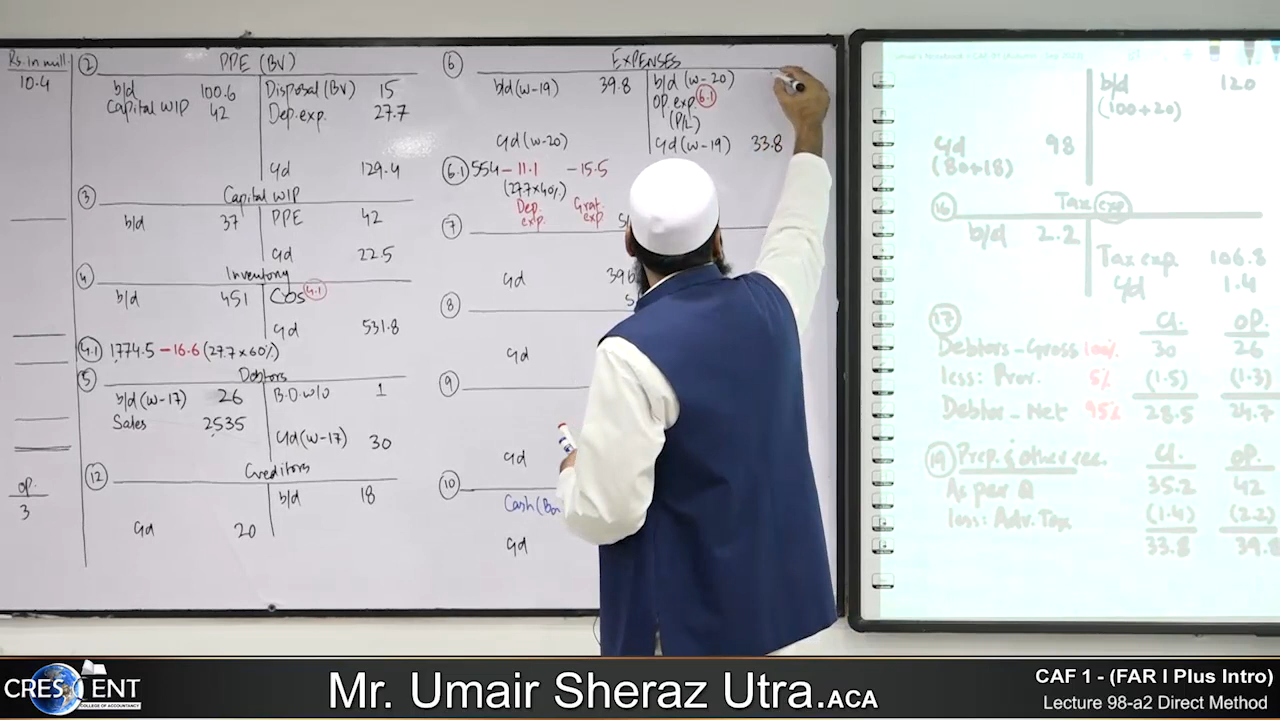 Rs. in mill.
10.4
op.
3
2 PPE (BV)
b/d 100.6 Disposal (BV) 15
Capital WIP 42 Dep. exp. 27.7
c/d 129.4
3 Capital WIP
b/d 37 PPE 42
c/d 22.5
4 Inventory
b/d 451 COS 4.1
c/d 531.8
4.1 1774.5 - 16.6 (27.7 x 60%)
5 Debtors
b/d (W-17) 26 B.D. w/o 1
Sales 2535
c/d (W-17) 30
12 Creditors
b/d 18
c/d 20
6 EXPENSES
b/d (W-19) 39.8 b/d (W-20)
OP. exp. 6.1
(P/L)
c/d (W-20) c/d (W-19) 33.8
6.1 554 - 11.1 - 15.5
(27.7 x 40%)
Dep. exp. Grat. exp
7
c/d
8
c/d
9
c/d
10
c/d
Umair's Notebook - CAF
b/d 120
(100+20)
c/d 98
(80+18)
16 Tax exp
b/d 2.2
Tax exp 106.8
c/d 1.4
17 Cl. OP.
Debtors - Gross 100% 30 26
less: Prov. 5% (1.5) (1.3)
Debtor - Net 95% 28.5 24.7
19 Prep. & other rec. Cl. OP.
As per Q 35.2 42
less: Adv. Tax (1.4) (2.2)
33.8 39.8
CRESCENT
COLLEGE OF ACCOUNTANCY
Mr. Umair Sheraz Utra.ACA
CAF 1 - (FAR I Plus Intro)
Lecture 98-a2 Direct Method